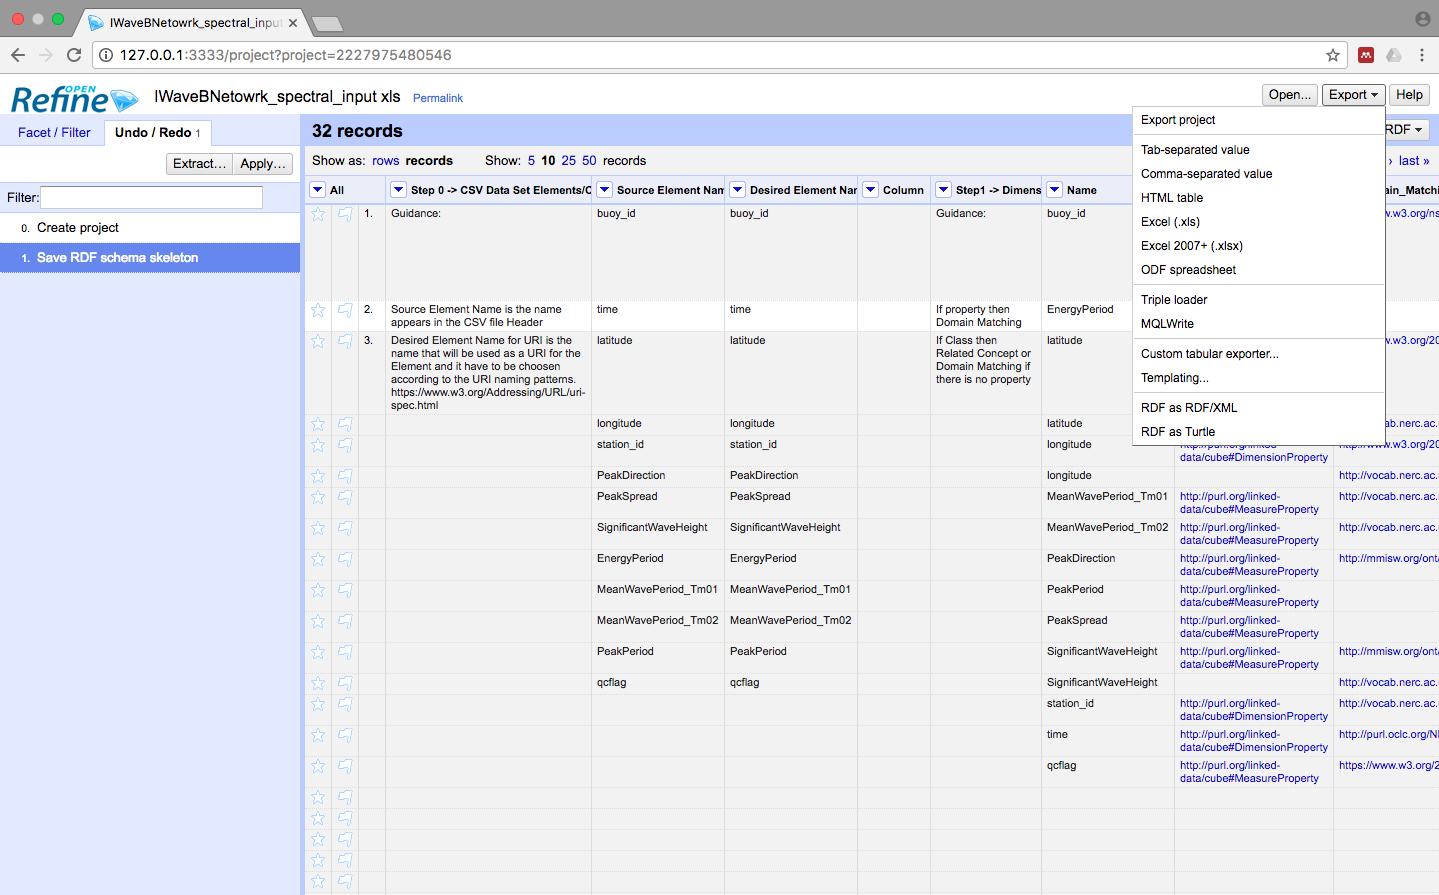 IWaveBNetowrk_spectral_input
127.0.0.1:3333/project?project=2227975480546
OPEN
Refine
IWaveBNetowrk_spectral_input xls
Permalink
Open...
Export
Help
Facet / Filter
Undo / Redo 1
Extract...
Apply...
Filter:
0. Create project
1. Save RDF schema skeleton
32 records
RDF
Show as: rows records
Show: 5 10 25 50 records
› last »
All
Step 0 -> CSV Data Set Elements/C
Source Element Nam
Desired Element Nar
Column
Step1 -> Dimens
Name
ain_Matchi
Export project
Tab-separated value
Comma-separated value
HTML table
Excel (.xls)
Excel 2007+ (.xlsx)
ODF spreadsheet
Triple loader
MQLWrite
Custom tabular exporter...
Templating...
RDF as RDF/XML
RDF as Turtle
1. Guidance: buoy_id buoy_id Guidance: buoy_id w.w3.org/ns
2. Source Element Name is the name
appears in the CSV file Header
time time
If property then
Domain Matching
EnergyPeriod
3. Desired Element Name for URI is the
name that will be used as a URI for the
Element and it have to be choosen
according to the URI naming patterns.
https://www.w3.org/Addressing/URL/uri-
spec.html
latitude latitude
If Class then
Related Concept or
Domain Matching if
there is no property
latitude w.w3.org/20
longitude longitude latitude cab.nerc.ac.
station_id station_id longitude http://purl.org/linked-
data/cube#DimensionProperty
http://www.w3.org/20
PeakDirection PeakDirection longitude http://vocab.nerc.ac.
PeakSpread PeakSpread MeanWavePeriod_Tm01 http://purl.org/linked-
data/cube#MeasureProperty
http://vocab.nerc.ac.
SignificantWaveHeight SignificantWaveHeight MeanWavePeriod_Tm02 http://purl.org/linked-
data/cube#MeasureProperty
http://vocab.nerc.ac.
EnergyPeriod EnergyPeriod PeakDirection http://purl.org/linked-
data/cube#MeasureProperty
http://mmisw.org/ont/
MeanWavePeriod_Tm01 MeanWavePeriod_Tm01 PeakPeriod http://purl.org/linked-
data/cube#MeasureProperty
MeanWavePeriod_Tm02 MeanWavePeriod_Tm02 PeakSpread http://purl.org/linked-
data/cube#MeasureProperty
PeakPeriod PeakPeriod SignificantWaveHeight http://purl.org/linked-
data/cube#MeasureProperty
http://mmisw.org/ont/
qcflag qcflag SignificantWaveHeight http://vocab.nerc.ac.
station_id http://purl.org/linked-
data/cube#DimensionProperty
http://vocab.nerc.ac.
time http://purl.org/linked-
data/cube#DimensionProperty
http://purl.oclc.org/NI
qcflag http://purl.org/linked-
data/cube#MeasureProperty
https://www.w3.org/2